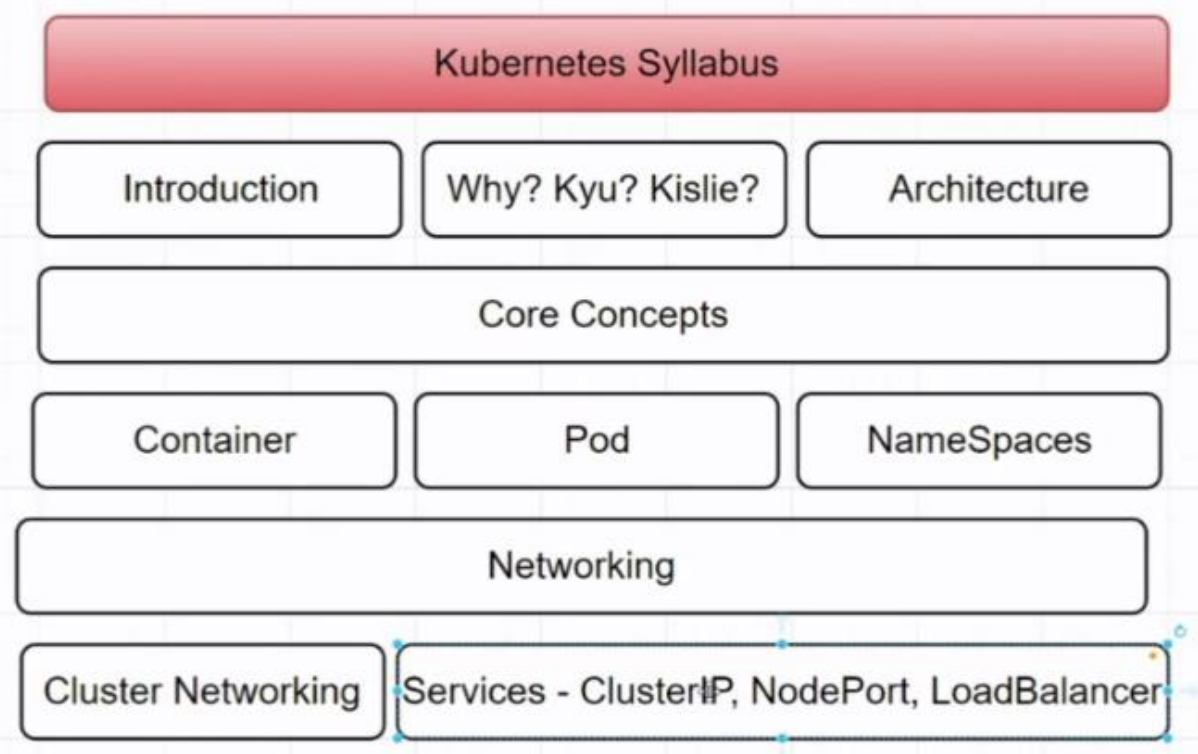 Kubernetes Syllabus
Introduction
Why? Kyu? Kislie?
Architecture
Core Concepts
Container
Pod
NameSpaces
Networking
Cluster Networking
Services - ClusterIP, NodePort, LoadBalancer